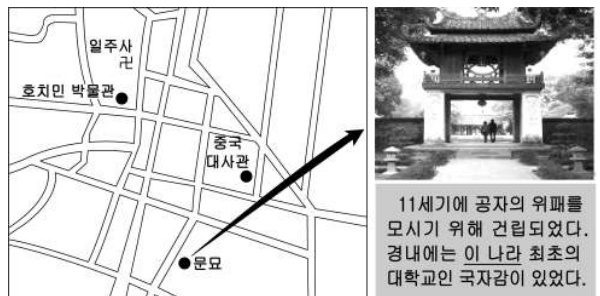 일주사
卍
호치민 박물관
중국
대사관
문묘
11세기에 공자의 위패를
모시기 위해 건립되었다.
경내에는 이 나라 최초의
대학교인 국자감이 있었다.